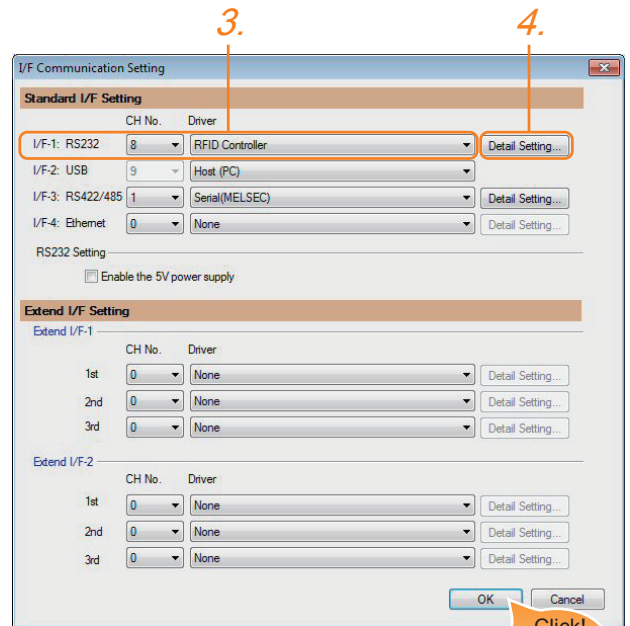 3. 4.
I/F Communication Setting
Standard I/F Setting
CH No. Driver
I/F-1: RS232 8 RFID Controller Detail Setting...
I/F-2: USB 9 Host (PC)
I/F-3: RS422/485 1 Serial(MELSEC) Detail Setting...
I/F-4: Ethernet 0 None Detail Setting...
RS232 Setting
Enable the 5V power supply
Extend I/F Setting
Extend I/F-1
CH No. Driver
1st 0 None Detail Setting...
2nd 0 None Detail Setting...
3rd 0 None Detail Setting...
Extend I/F-2
CH No. Driver
1st 0 None Detail Setting...
2nd 0 None Detail Setting...
3rd 0 None Detail Setting...
OK Cancel
Click!